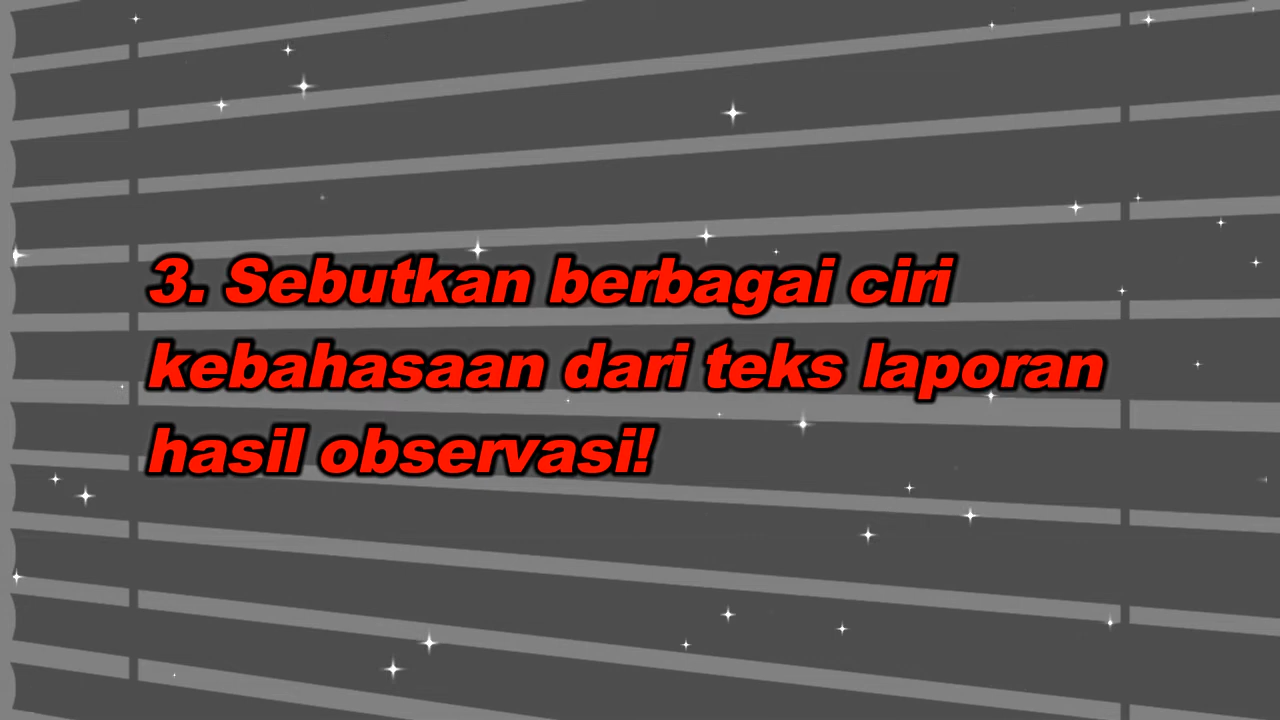 3. Sebutkan berbagai ciri
kebahasaan dari teks laporan
hasil observasi!